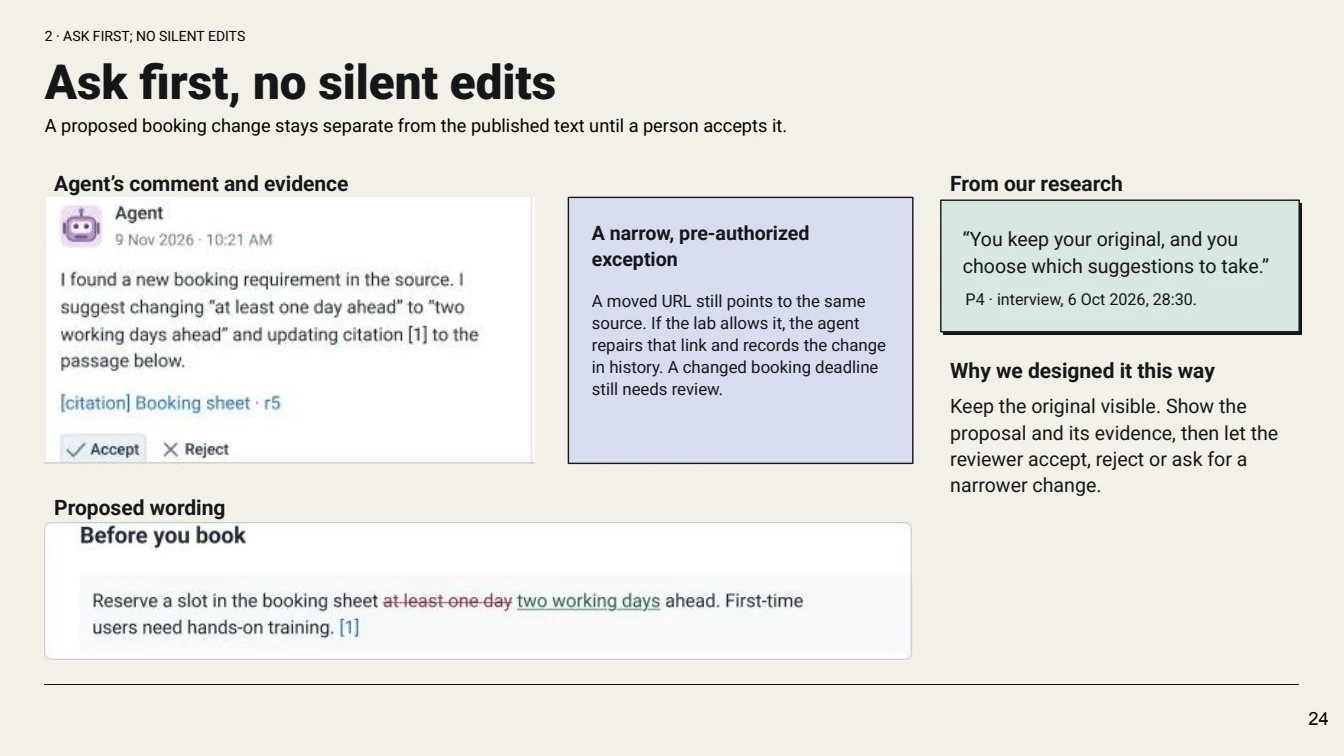 2 · ASK FIRST; NO SILENT EDITS
Ask first, no silent edits
A proposed booking change stays separate from the published text until a person accepts it.
Agent’s comment and evidence
Agent
9 Nov 2026 · 10:21 AM
I found a new booking requirement in the source. I
suggest changing “at least one day ahead” to “two
working days ahead” and updating citation [1] to the
passage below.
[citation] Booking sheet · r5
Accept Reject
A narrow, pre-authorized
exception
A moved URL still points to the same
source. If the lab allows it, the agent
repairs that link and records the change
in history. A changed booking deadline
still needs review.
From our research
“You keep your original, and you
choose which suggestions to take.”
P4 · interview, 6 Oct 2026, 28:30.
Why we designed it this way
Keep the original visible. Show the
proposal and its evidence, then let the
reviewer accept, reject or ask for a
narrower change.
Proposed wording
Before you book
Reserve a slot in the booking sheet at least one day two working days ahead. First-time
users need hands-on training. [1]
24